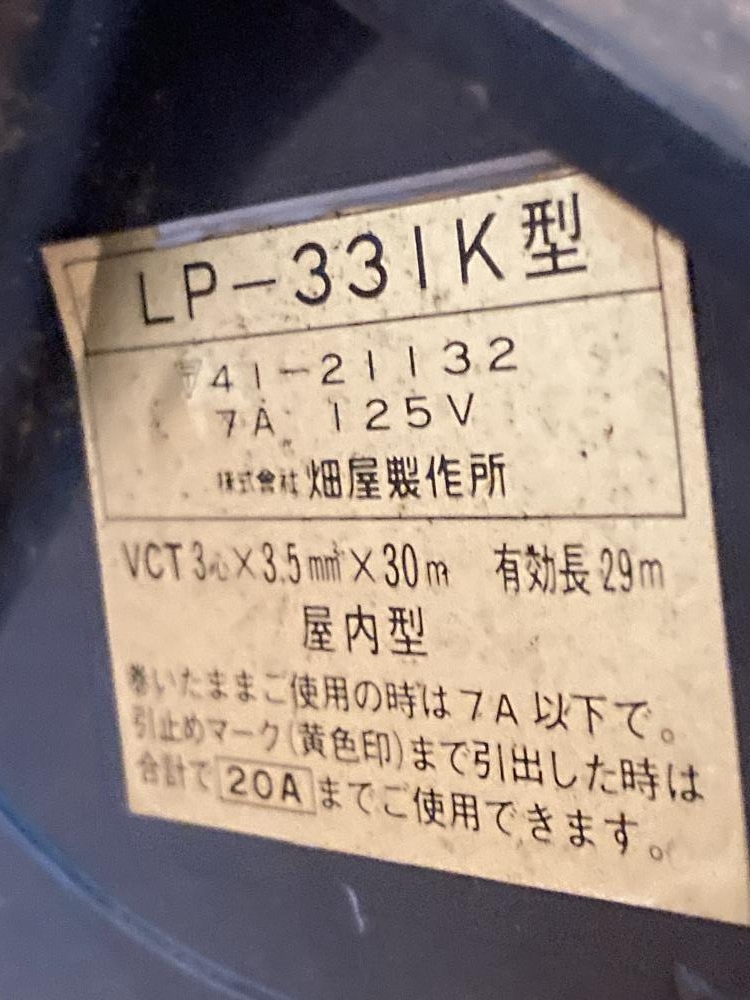 LP-331K型
〒41-21132
7A 125V
株式会社 畑屋製作所
VCT 3心×3.5㎟×30m 有効長29m
屋内型
巻いたままご使用の時は7A以下で。
引止めマーク(黄色印)まで引出した時は
合計で20Aまでご使用できます。